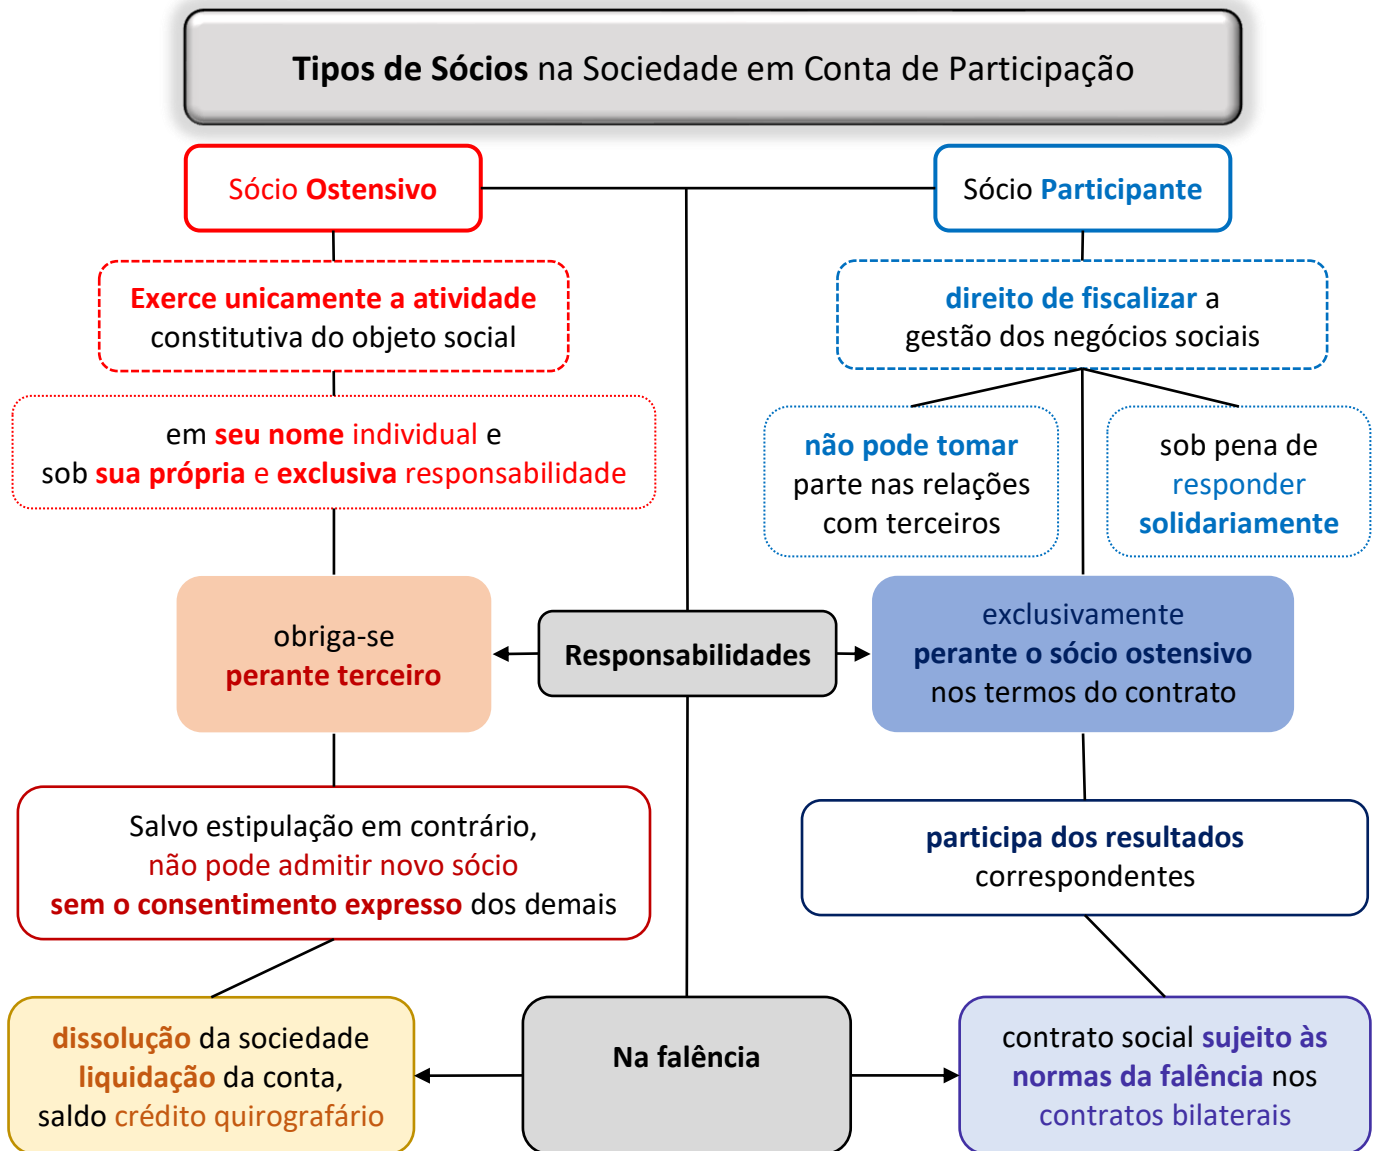 Tipos de Sócios na Sociedade em Conta de Participação
Sócio Ostensivo
Sócio Participante
Exerce unicamente a atividade
constitutiva do objeto social
direito de fiscalizar a
gestão dos negócios sociais
em seu nome individual e
sob sua própria e exclusiva responsabilidade
não pode tomar
parte nas relações
com terceiros
sob pena de
responder
solidariamente
obriga-se
perante terceiro
Responsabilidades
exclusivamente
perante o sócio ostensivo
nos termos do contrato
Salvo estipulação em contrário,
não pode admitir novo sócio
sem o consentimento expresso dos demais
participa dos resultados
correspondentes
dissolução da sociedade
liquidação da conta,
saldo crédito quirografário
Na falência
contrato social sujeito às
normas da falência nos
contratos bilaterais